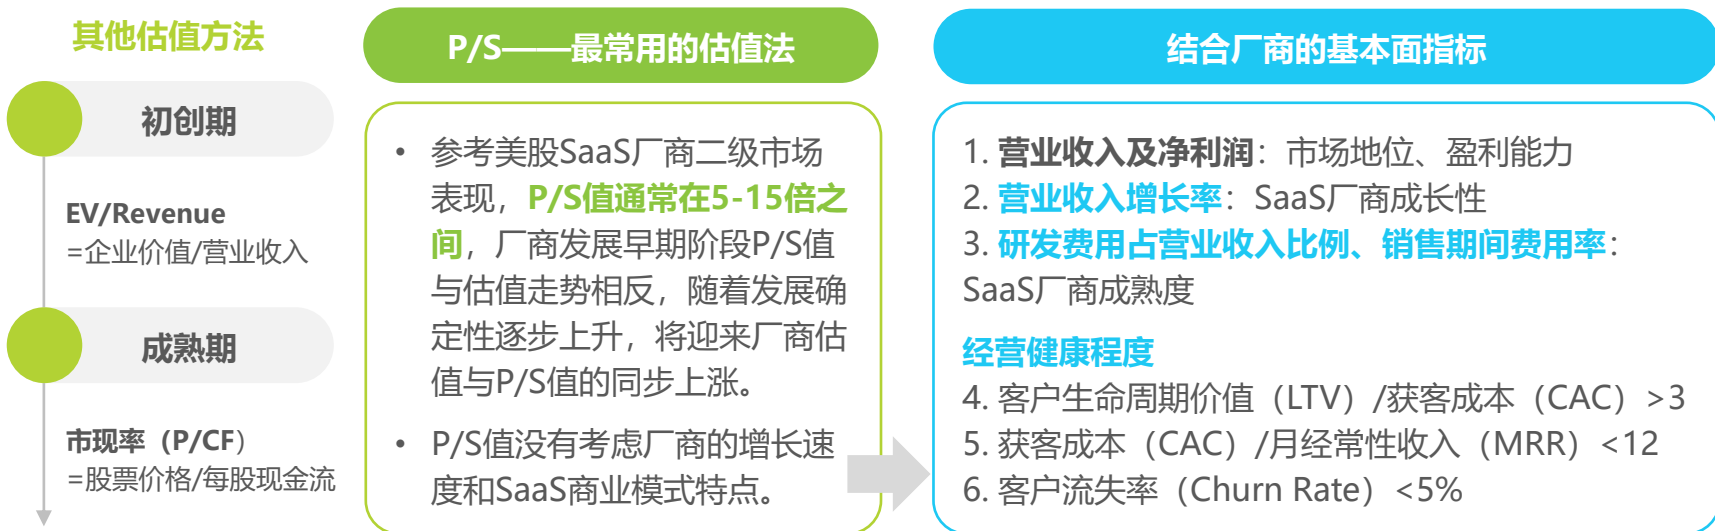 其他估值方法
初创期
EV/Revenue
=企业价值/营业收入
成熟期
市现率（P/CF）
=股票价格/每股现金流
P/S——最常用的估值法
• 参考美股SaaS厂商二级市场
表现，P/S值通常在5-15倍之
间，厂商发展早期阶段P/S值
与估值走势相反，随着发展确
定性逐步上升，将迎来厂商估
值与P/S值的同步上涨。
• P/S值没有考虑厂商的增长速
度和SaaS商业模式特点。
结合厂商的基本面指标
1. 营业收入及净利润：市场地位、盈利能力
2. 营业收入增长率：SaaS厂商成长性
3. 研发费用占营业收入比例、销售期间费用率：
SaaS厂商成熟度
经营健康程度
4. 客户生命周期价值（LTV）/获客成本（CAC）>3
5. 获客成本（CAC）/月经常性收入（MRR）<12
6. 客户流失率（Churn Rate）<5%